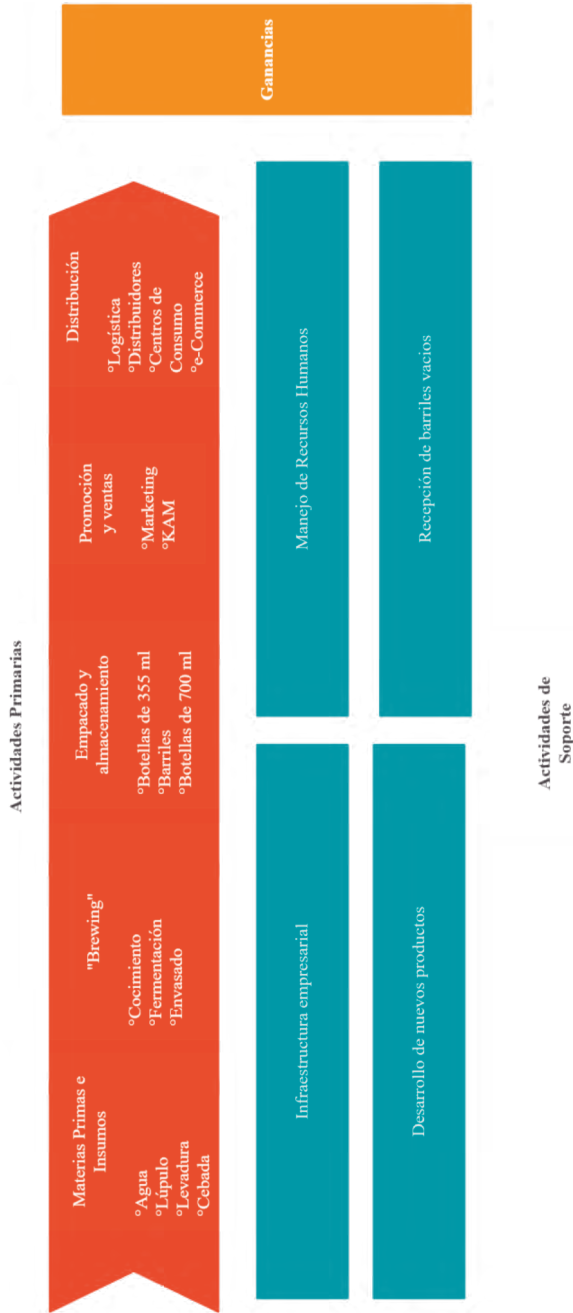 Actividades Primarias
Materias Primas e
Insumos
°Agua
°Lúpulo
°Levadura
°Cebada
"Brewing"
°Cocimiento
°Fermentación
°Envasado
Empacado y
almacenamiento
°Botellas de 355 ml
°Barriles
°Botellas de 700 ml
Promoción
y ventas
°Marketing
°KAM
Distribución
°Logística
°Distribuidores
°Centros de
Consumo
°e-Commerce
Infraestructura empresarial
Manejo de Recursos Humanos
Desarrollo de nuevos productos
Recepción de barriles vacios
Ganancias
Actividades de
Soporte